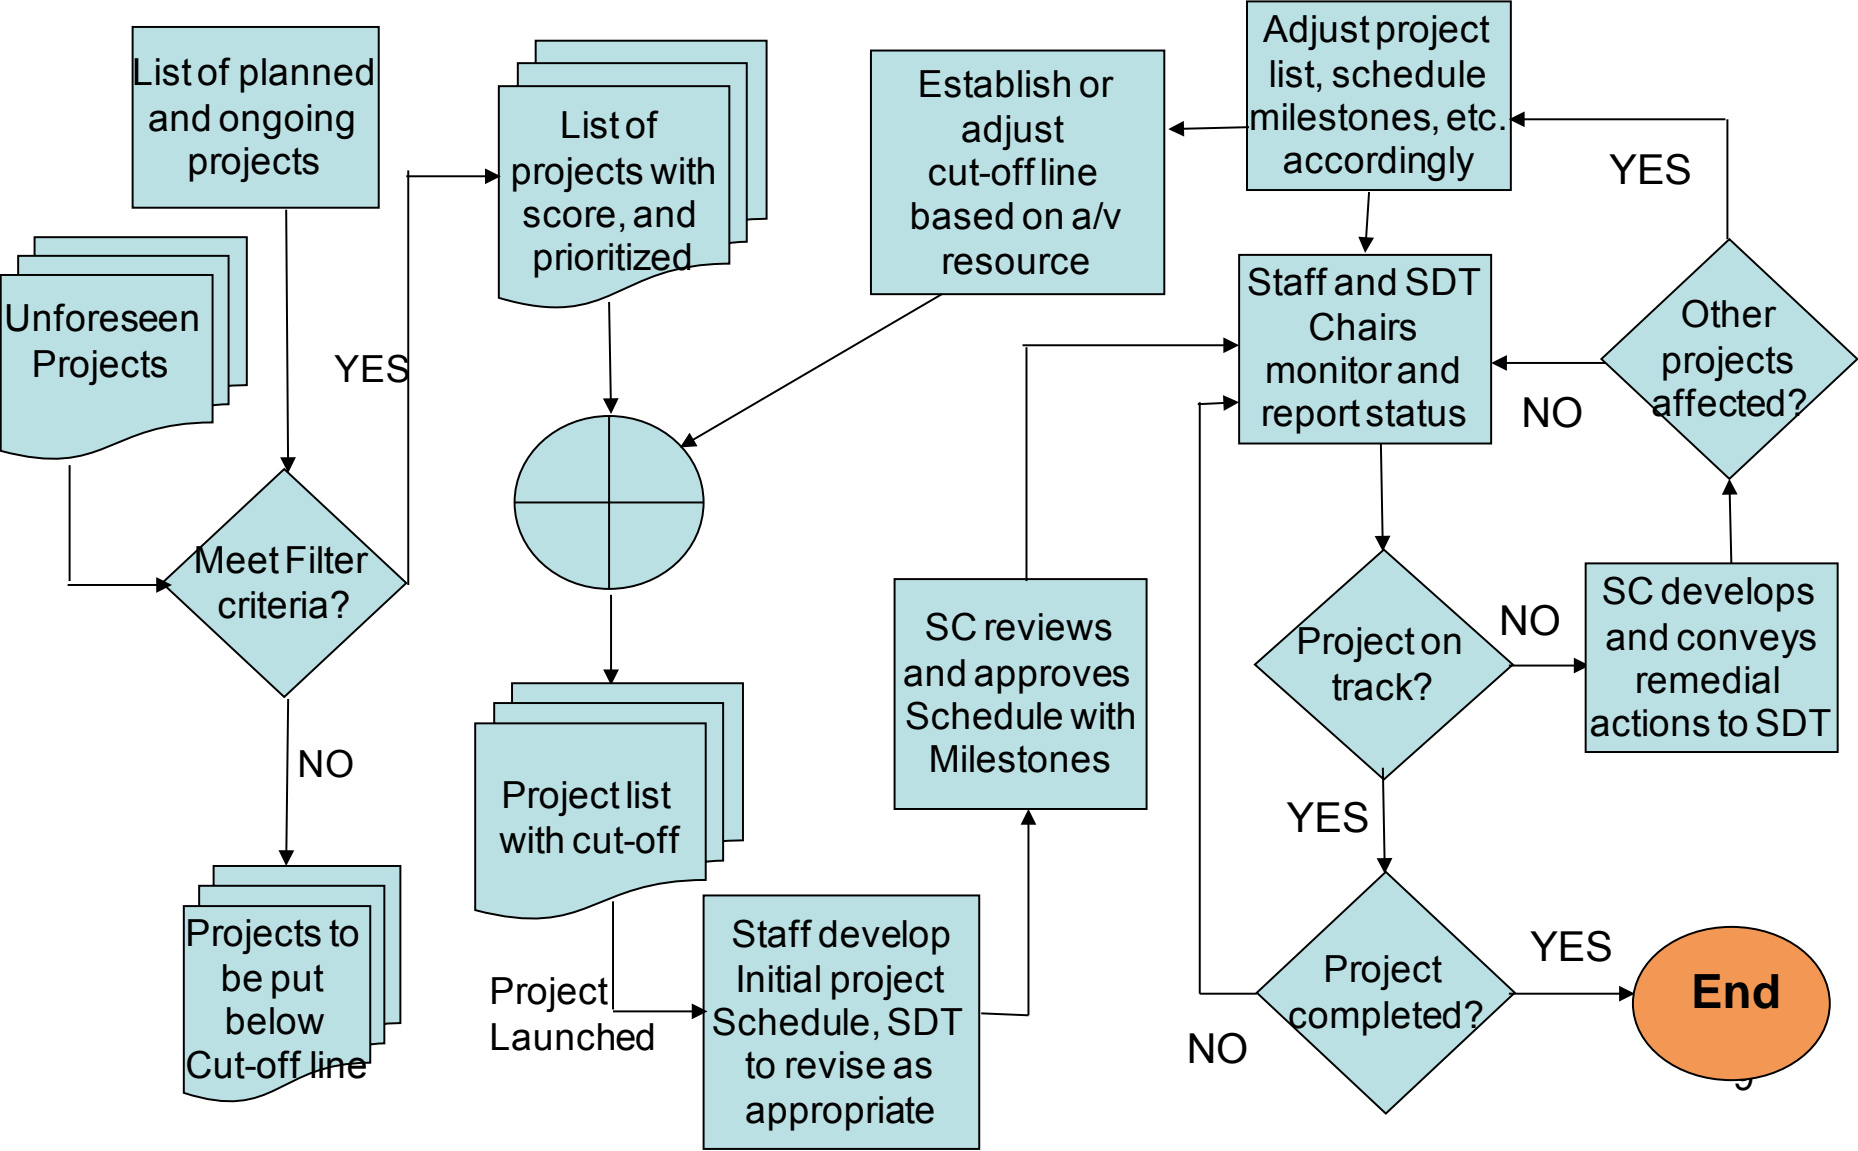 List of planned
and ongoing
projects
Unforeseen
Projects
Meet Filter
criteria?
YES
NO
Projects to
be put
below
Cut-off line
List of
projects with
score, and
prioritized
Project list
with cut-off
Project
Launched
Staff develop
Initial project
Schedule, SDT
to revise as
appropriate
SC reviews
and approves
Schedule with
Milestones
Establish or
adjust
cut-off line
based on a/v
resource
Adjust project
list, schedule
milestones, etc.
accordingly
Staff and SDT
Chairs
monitor and
report status
Project on
track?
NO
SC develops
and conveys
remedial
actions to SDT
Other
projects
affected?
YES
NO
YES
Project
completed?
NO
YES
End